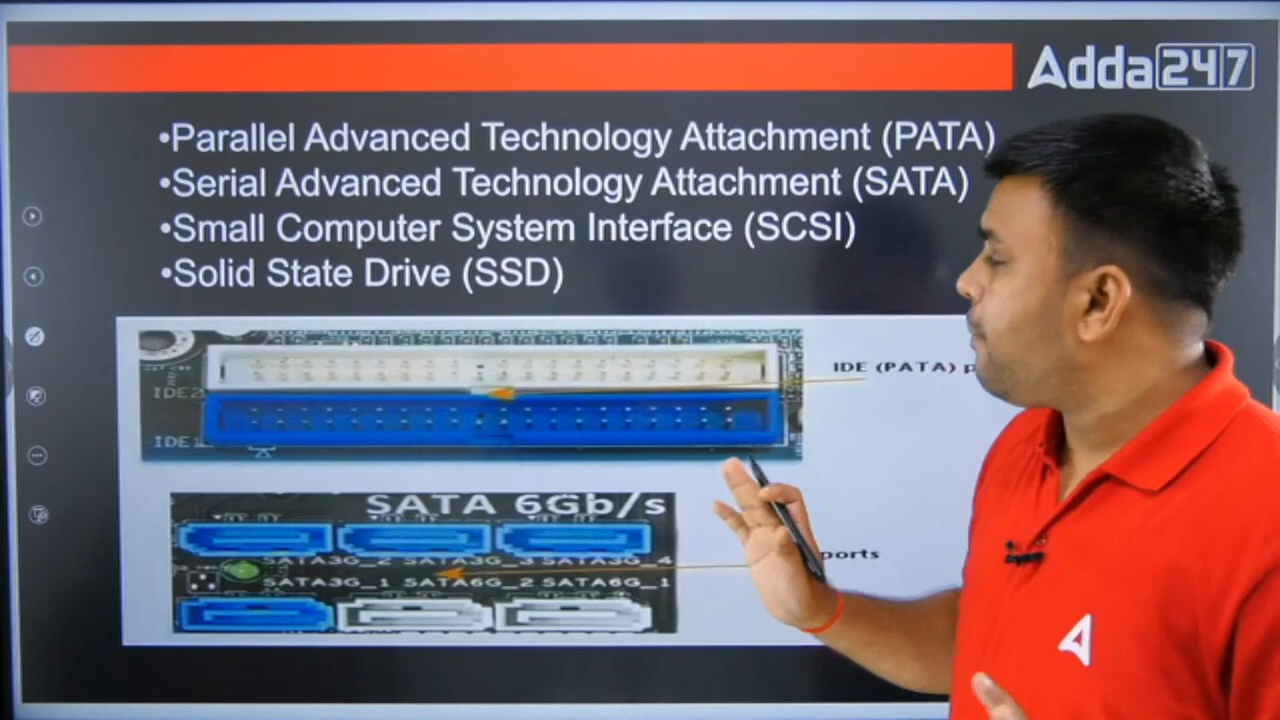 Adda247
•Parallel Advanced Technology Attachment (PATA)
•Serial Advanced Technology Attachment (SATA)
•Small Computer System Interface (SCSI)
•Solid State Drive (SSD)
IDE (PATA)
IDE2
IDE1
SATA 6Gb/s
ports
SATA3G_2 SATA3G_3 SATA3G_4
SATA3G_1 SATA6G_2 SATA6G_1